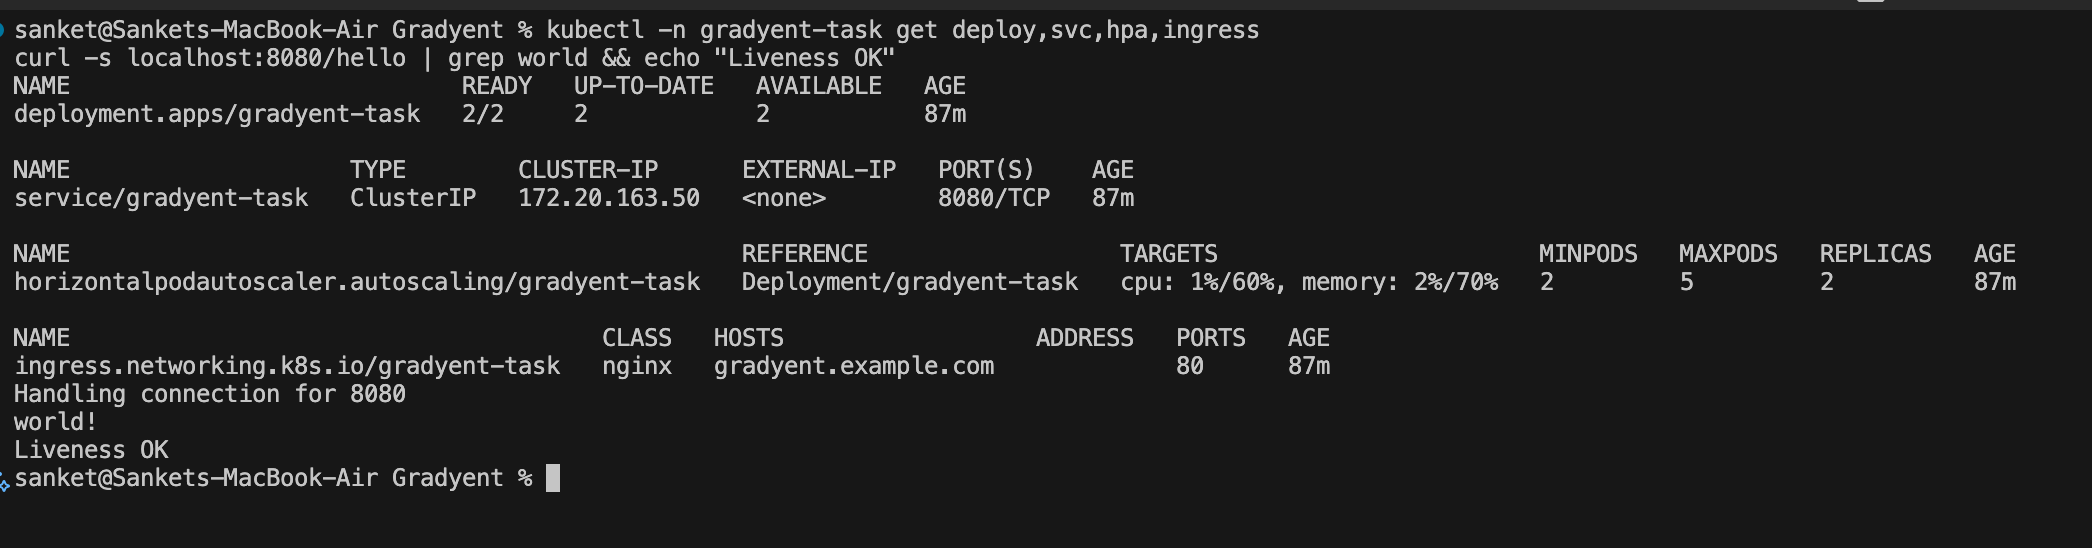 sanket@Sankets-MacBook-Air Gradyent % kubectl -n gradyent-task get deploy,svc,hpa,ingress
curl -s localhost:8080/hello | grep world && echo "Liveness OK"
NAME                            READY   UP-TO-DATE   AVAILABLE   AGE
deployment.apps/gradyent-task   2/2     2            2           87m

NAME                    TYPE        CLUSTER-IP      EXTERNAL-IP   PORT(S)    AGE
service/gradyent-task   ClusterIP   172.20.163.50   <none>        8080/TCP   87m

NAME                                                REFERENCE                  TARGETS                       MINPODS   MAXPODS   REPLICAS   AGE
horizontalpodautoscaler.autoscaling/gradyent-task   Deployment/gradyent-task   cpu: 1%/60%, memory: 2%/70%   2         5         2          87m

NAME                                      CLASS   HOSTS                  ADDRESS   PORTS   AGE
ingress.networking.k8s.io/gradyent-task   nginx   gradyent.example.com             80      87m
Handling connection for 8080
world!
Liveness OK
sanket@Sankets-MacBook-Air Gradyent %